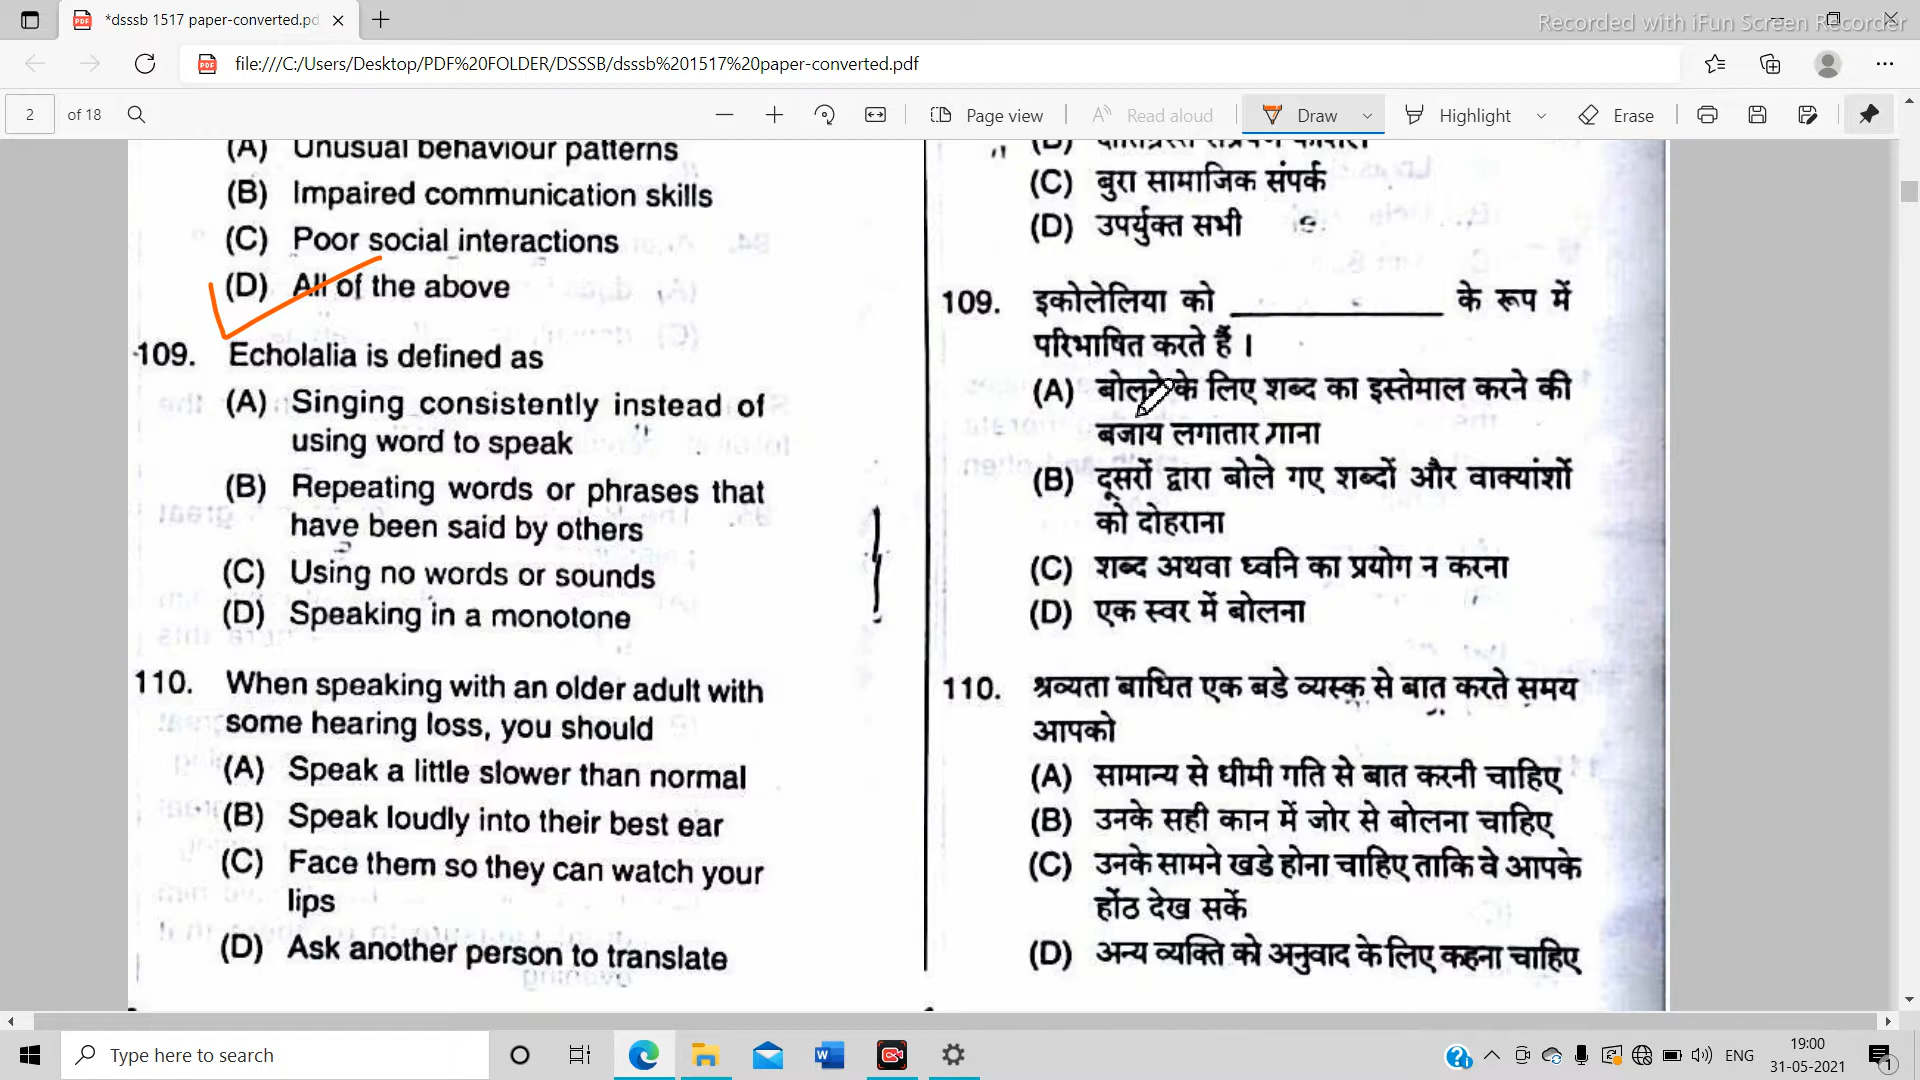 *dsssb 1517 paper-converted.pd
Recorded with iFun Screen Recorder
file:///C:/Users/Desktop/PDF%20FOLDER/DSSSB/dsssb%201517%20paper-converted.pdf
2 of 18
Page view
Read aloud
Draw
Highlight
Erase
(A) Unusual behaviour patterns
(B) Impaired communication skills
(C) Poor social interactions
(D) All of the above
109. Echolalia is defined as
(A) Singing consistently instead of
using word to speak
(B) Repeating words or phrases that
have been said by others
(C) Using no words or sounds
(D) Speaking in a monotone
110. When speaking with an older adult with
some hearing loss, you should
(A) Speak a little slower than normal
(B) Speak loudly into their best ear
(C) Face them so they can watch your
lips
(D) Ask another person to translate
(C) बुरा सामाजिक संपर्क
(D) उपर्युक्त सभी
109. इकोलेलिया को ____________ के रूप में
परिभाषित करते हैं ।
(A) बोलने के लिए शब्द का इस्तेमाल करने की
बजाय लगातार गाना
(B) दूसरों द्वारा बोले गए शब्दों और वाक्यांशों
को दोहराना
(C) शब्द अथवा ध्वनि का प्रयोग न करना
(D) एक स्वर में बोलना
110. श्रव्यता बाधित एक बडे व्यस्क से बात करते समय
आपको
(A) सामान्य से धीमी गति से बात करनी चाहिए
(B) उनके सही कान में जोर से बोलना चाहिए
(C) उनके सामने खडे होना चाहिए ताकि वे आपके
होंठ देख सकें
(D) अन्य व्यक्ति को अनुवाद के लिए कहना चाहिए
Type here to search
ENG
19:00
31-05-2021
1